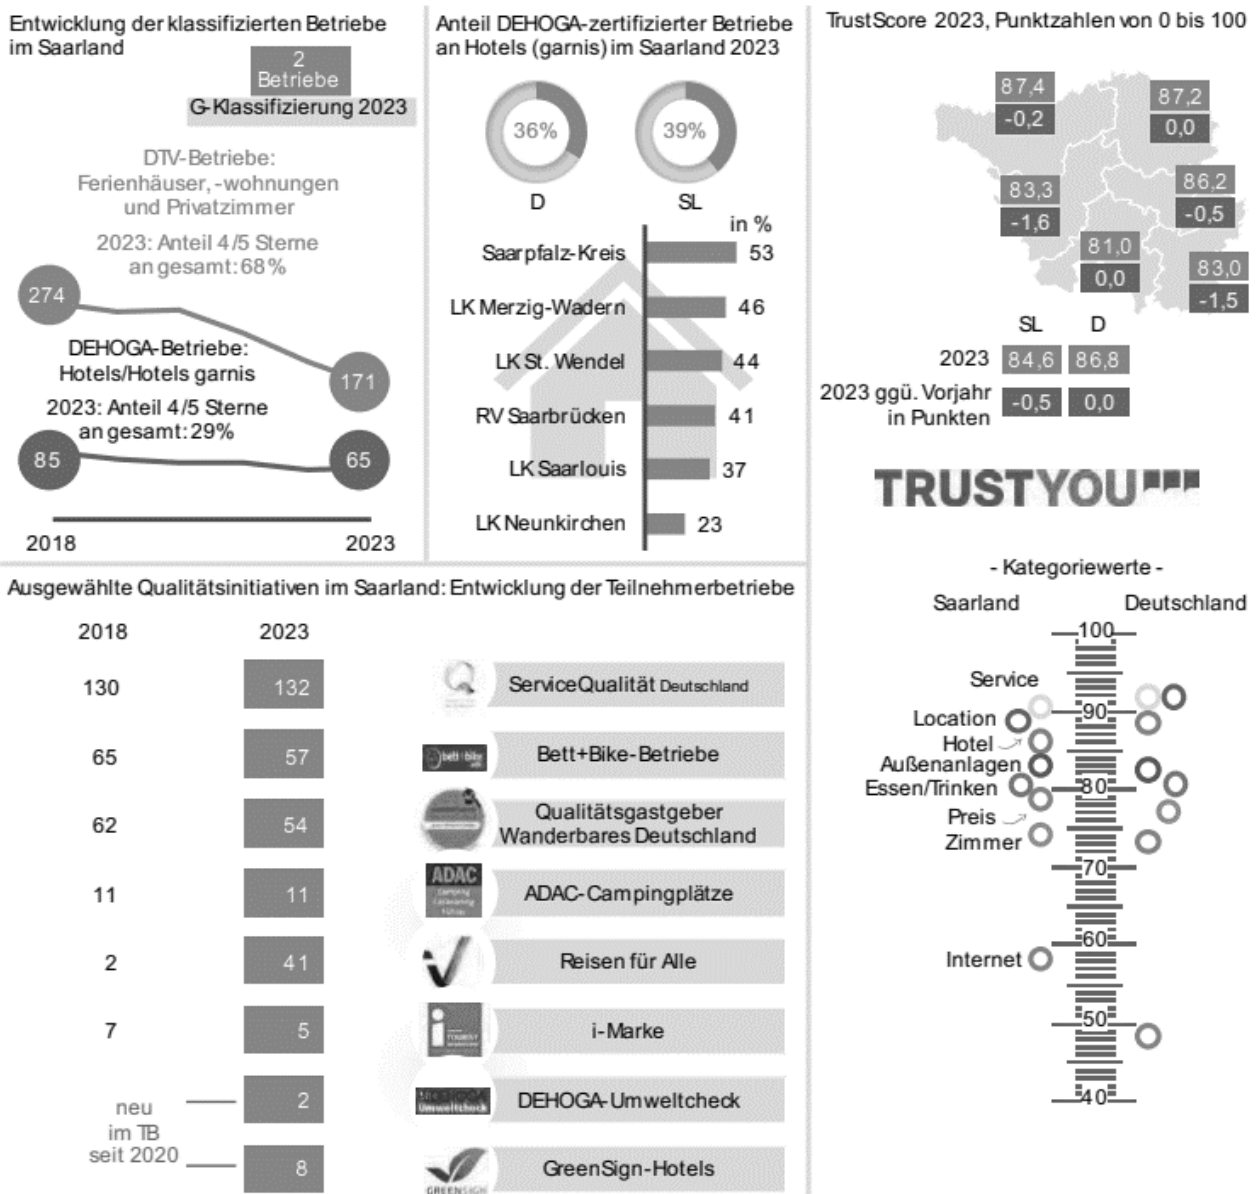 Entwicklung der klassifizierten Betriebe
im Saarland
2
Betriebe
G-Klassifizierung 2023
DTV-Betriebe:
Ferienhäuser, -wohnungen
und Privatzimmer
2023: Anteil 4/5 Sterne
an gesamt: 68%
274
171
DEHOGA-Betriebe:
Hotels/Hotels garnis
2023: Anteil 4/5 Sterne
an gesamt: 29%
85
65
2018 2023
Anteil DEHOGA-zertifizierter Betriebe
an Hotels (garnis) im Saarland 2023
36% 39%
D SL
in %
Saarpfalz-Kreis 53
LK Merzig-Wadern 46
LK St. Wendel 44
RV Saarbrücken 41
LK Saarlouis 37
LK Neunkirchen 23
TrustScore 2023, Punktzahlen von 0 bis 100
87,4
-0,2
87,2
0,0
83,3
-1,6
86,2
-0,5
81,0
0,0
83,0
-1,5
SL D
2023 84,6 86,8
2023 ggü. Vorjahr
in Punkten -0,5 0,0
TRUSTYOU
- Kategoriewerte -
Saarland Deutschland
100
Service
90
Location
Hotel
Außenanlagen
Essen/Trinken
80
Preis
Zimmer
70
60
Internet
50
40
Ausgewählte Qualitätsinitiativen im Saarland: Entwicklung der Teilnehmerbetriebe
2018 2023
130 132 ServiceQualität Deutschland
65 57 bett+bike Bett+Bike-Betriebe
62 54 Qualitätsgastgeber
Wanderbares Deutschland
11 11 ADAC ADAC-Campingplätze
2 41 Reisen für Alle
7 5 i i-Marke
2 DEHOGA Umweltcheck DEHOGA-Umweltcheck
neu
im TB
seit 2020
8 GREENSIGN GreenSign-Hotels